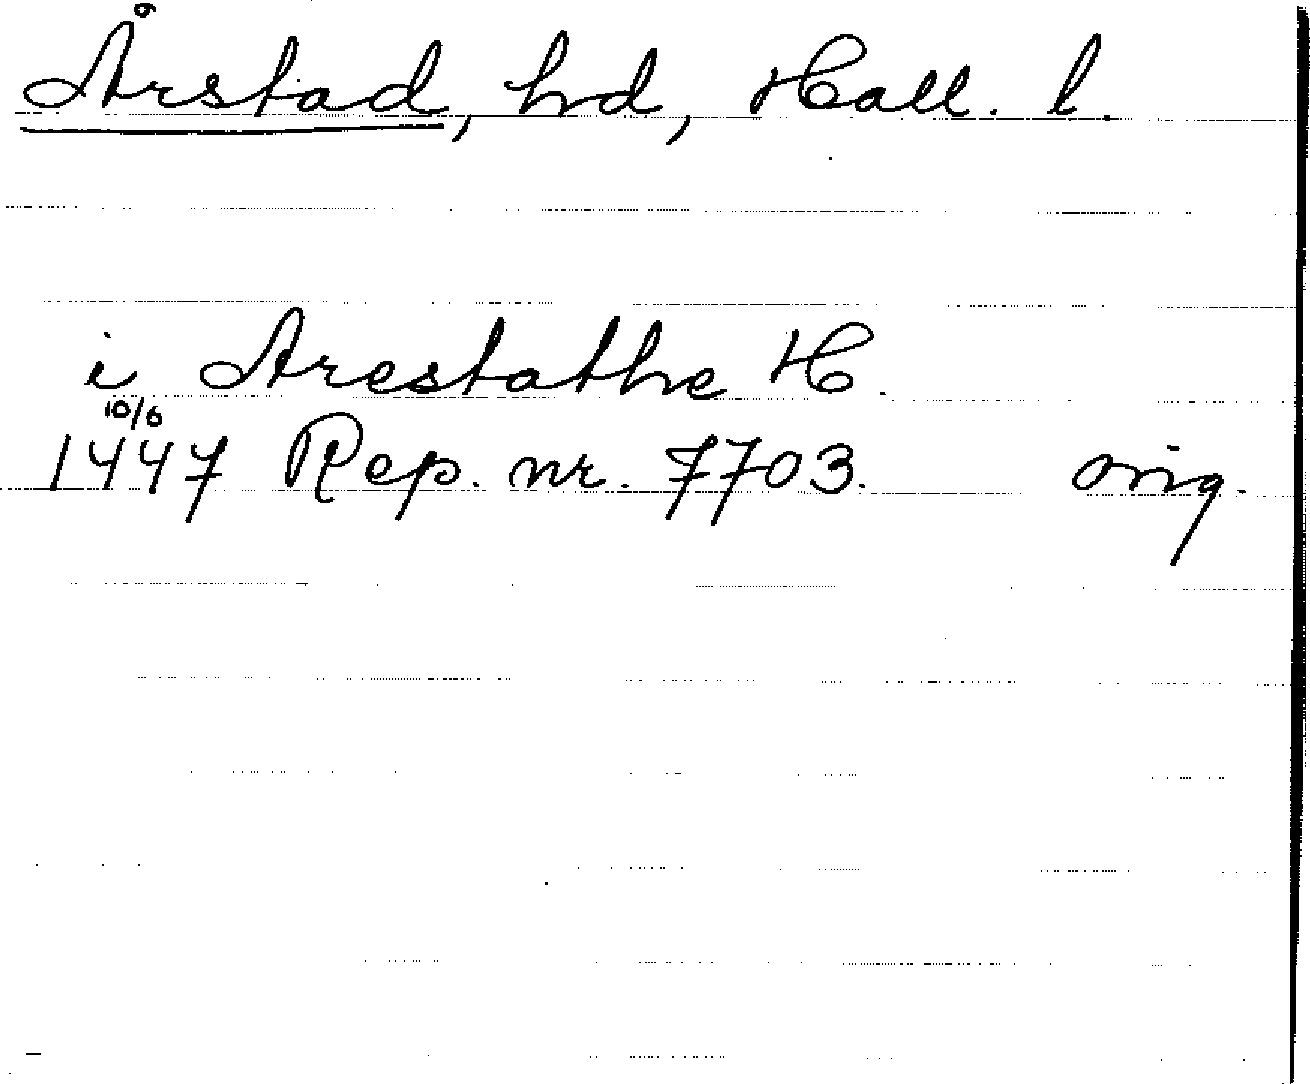 Årstad, hd, Hall. l.
i Arestathe H.
10/6
1447 Rep. nr. 7703. orig.